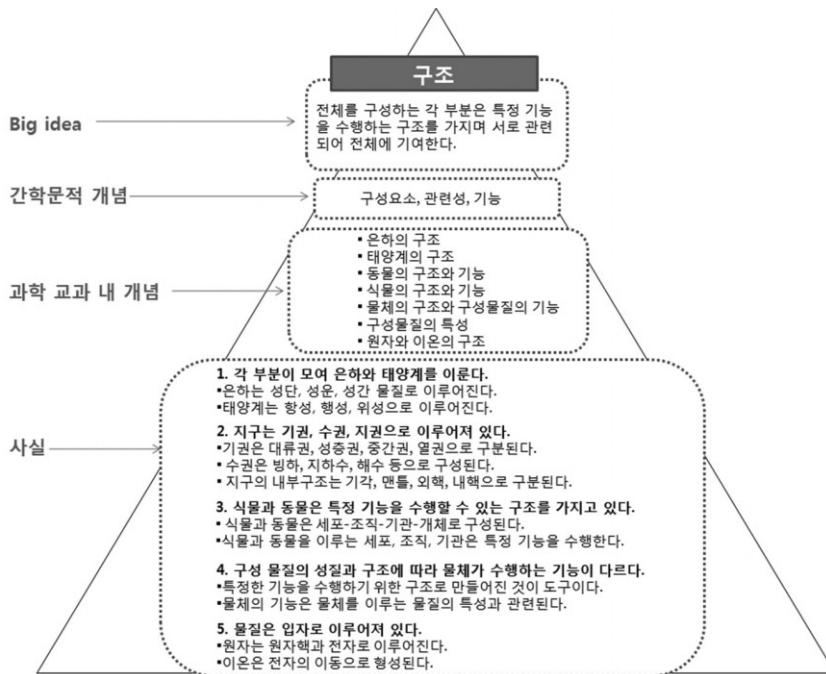 구조
Big idea
전체를 구성하는 각 부분은 특정 기능
을 수행하는 구조를 가지며 서로 관련
되어 전체에 기여한다.
간학문적 개념
구성요소, 관련성, 기능
과학 교과 내 개념
▪ 은하의 구조
▪ 태양계의 구조
▪ 동물의 구조와 기능
▪ 식물의 구조와 기능
▪ 물체의 구조와 구성물질의 기능
▪ 구성물질의 특성
▪ 원자와 이온의 구조
사실
1. 각 부분이 모여 은하와 태양계를 이룬다.
▪은하는 성단, 성운, 성간 물질로 이루어진다.
▪태양계는 항성, 행성, 위성으로 이루어진다.
2. 지구는 기권, 수권, 지권으로 이루어져 있다.
▪기권은 대류권, 성층권, 중간권, 열권으로 구분된다.
▪ 수권은 빙하, 지하수, 해수 등으로 구성된다.
▪ 지구의 내부구조는 기각, 맨틀, 외핵, 내핵으로 구분된다.
3. 식물과 동물은 특정 기능을 수행할 수 있는 구조를 가지고 있다.
▪ 식물과 동물은 세포-조직-기관-개체로 구성된다.
▪식물과 동물을 이루는 세포, 조직, 기관은 특정 기능을 수행한다.
4. 구성 물질의 성질과 구조에 따라 물체가 수행하는 기능이 다르다.
▪특정한 기능을 수행하기 위한 구조로 만들어진 것이 도구이다.
▪물체의 기능은 물체를 이루는 물질의 특성과 관련된다.
5. 물질은 입자로 이루어져 있다.
▪원자는 원자핵과 전자로 이루어진다.
▪이온은 전자의 이동으로 형성된다.